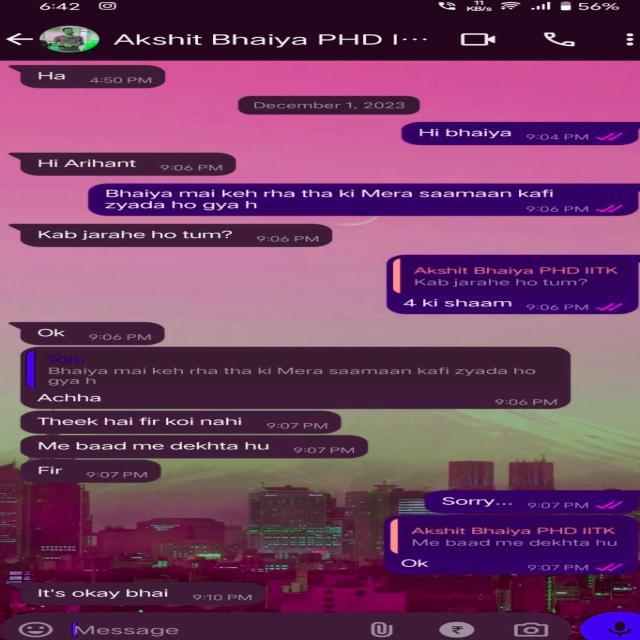 6:42
11
KB/s
56%
Akshit Bhaiya PHD I...
Ha 4:50 PM
December 1, 2023
Hi bhaiya 9:04 PM
Hi Arihant 9:06 PM
Bhaiya mai keh rha tha ki Mera saamaan kafi
zyada ho gya h 9:06 PM
Kab jarahe ho tum? 9:06 PM
Akshit Bhaiya PHD IITK
Kab jarahe ho tum?
4 ki shaam 9:06 PM
Ok 9:06 PM
You
Bhaiya mai keh rha tha ki Mera saamaan kafi zyada ho
gya h
Achha 9:06 PM
Theek hai fir koi nahi 9:07 PM
Me baad me dekhta hu 9:07 PM
Fir 9:07 PM
Sorry... 9:07 PM
Akshit Bhaiya PHD IITK
Me baad me dekhta hu
Ok 9:07 PM
It's okay bhai 9:10 PM
Message
₹